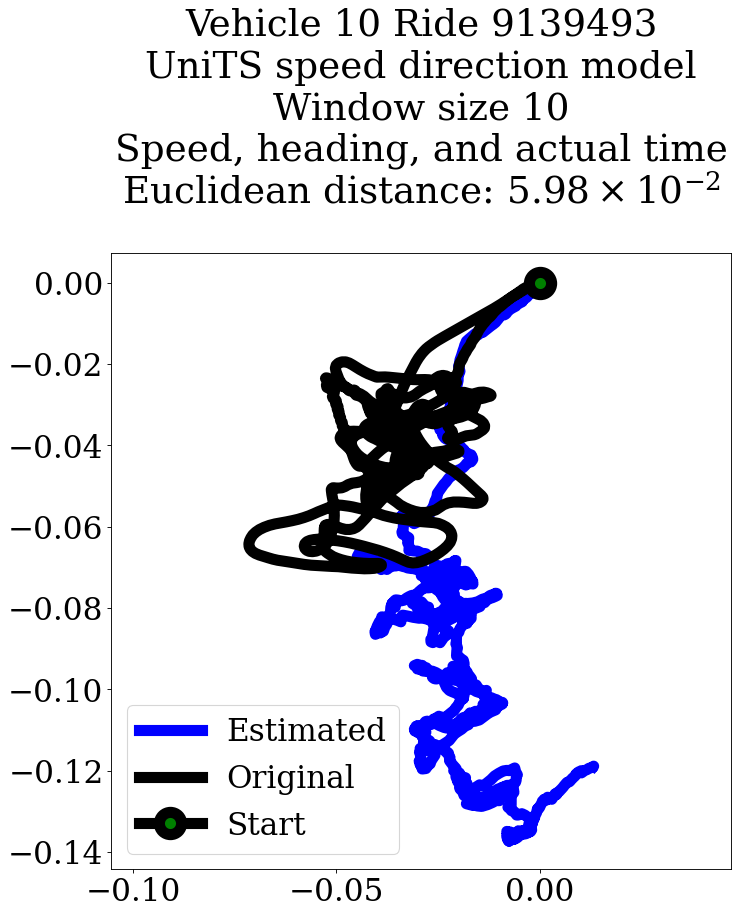 Vehicle 10 Ride 9139493
UniTS speed direction model
Window size 10
Speed, heading, and actual time
Euclidean distance: 5.98 × 10⁻²
0.00
−0.02
−0.04
−0.06
−0.08
−0.10
−0.12
−0.14
Estimated
Original
Start
−0.10 −0.05 0.00